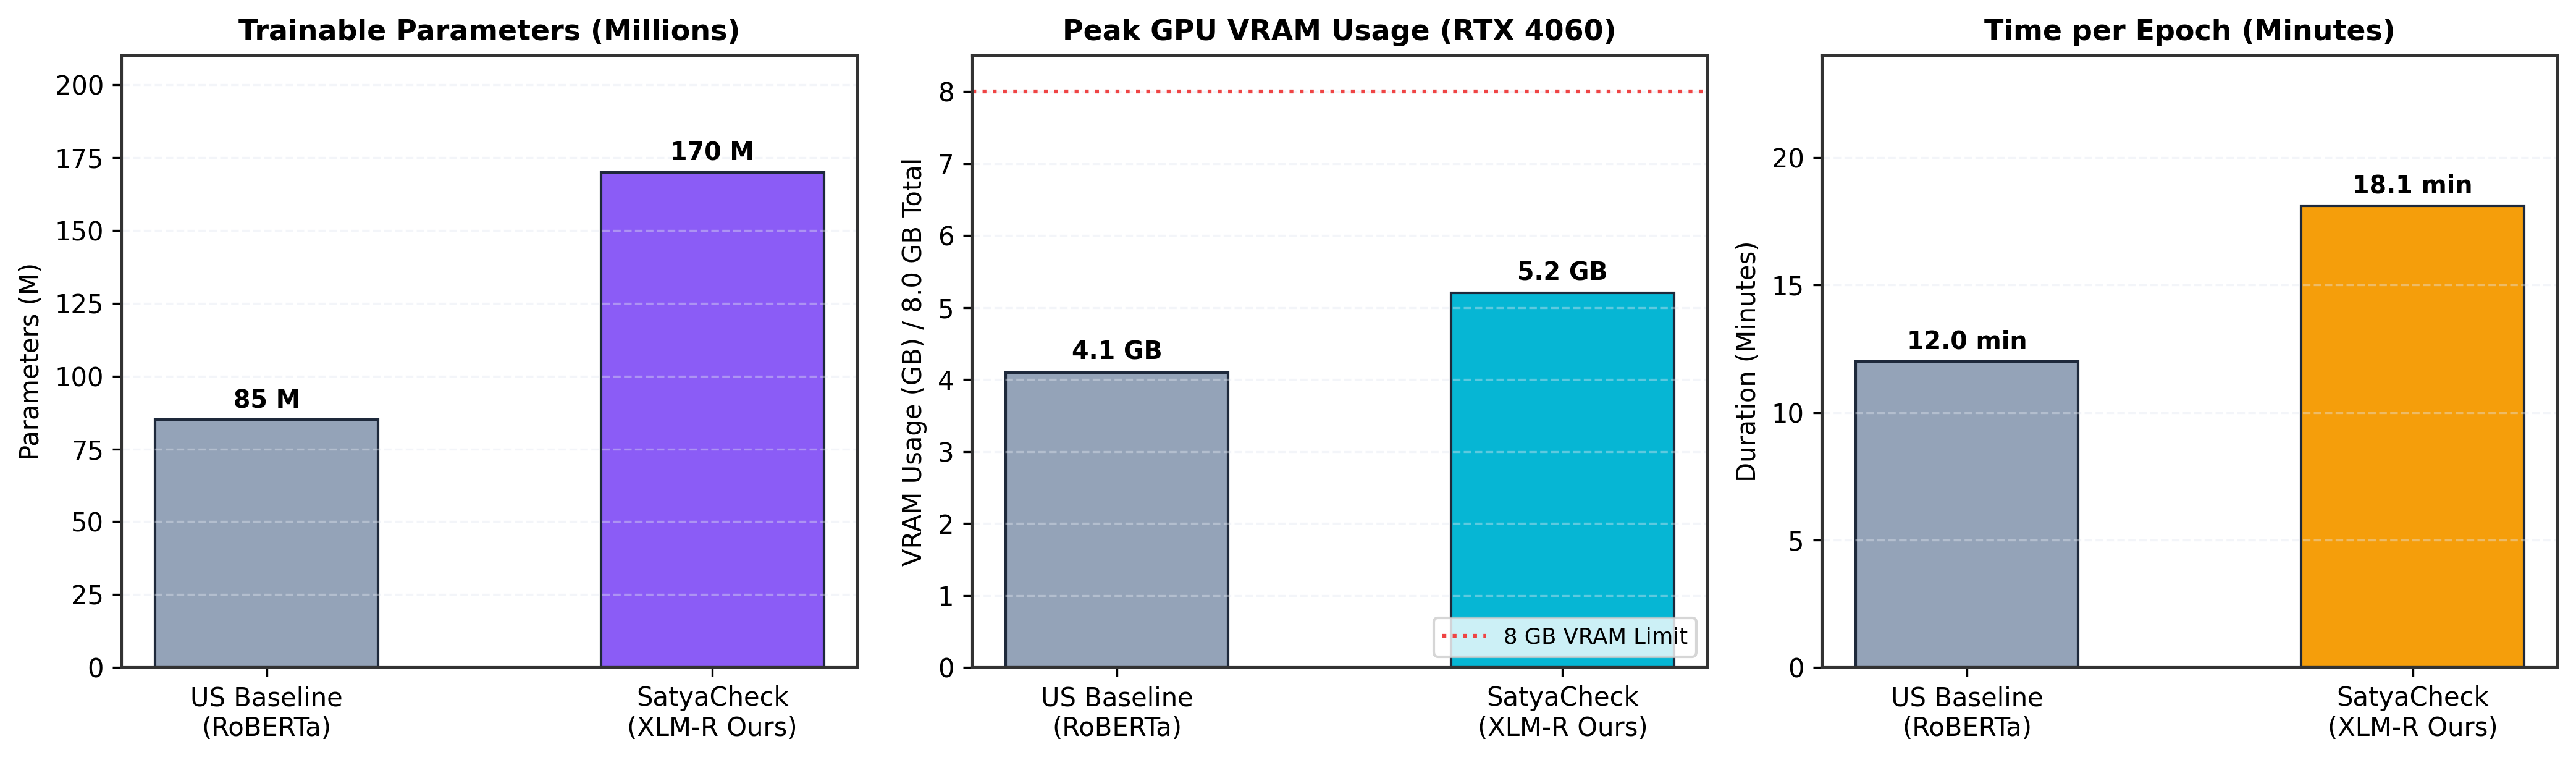 Trainable Parameters (Millions)
Parameters (M)
200
175
150
125
100
75
50
25
0
85 M
170 M
US Baseline
(RoBERTa)
SatyaCheck
(XLM-R Ours)
Peak GPU VRAM Usage (RTX 4060)
VRAM Usage (GB) / 8.0 GB Total
8
7
6
5
4
3
2
1
0
4.1 GB
5.2 GB
8 GB VRAM Limit
US Baseline
(RoBERTa)
SatyaCheck
(XLM-R Ours)
Time per Epoch (Minutes)
Duration (Minutes)
20
15
10
5
0
12.0 min
18.1 min
US Baseline
(RoBERTa)
SatyaCheck
(XLM-R Ours)